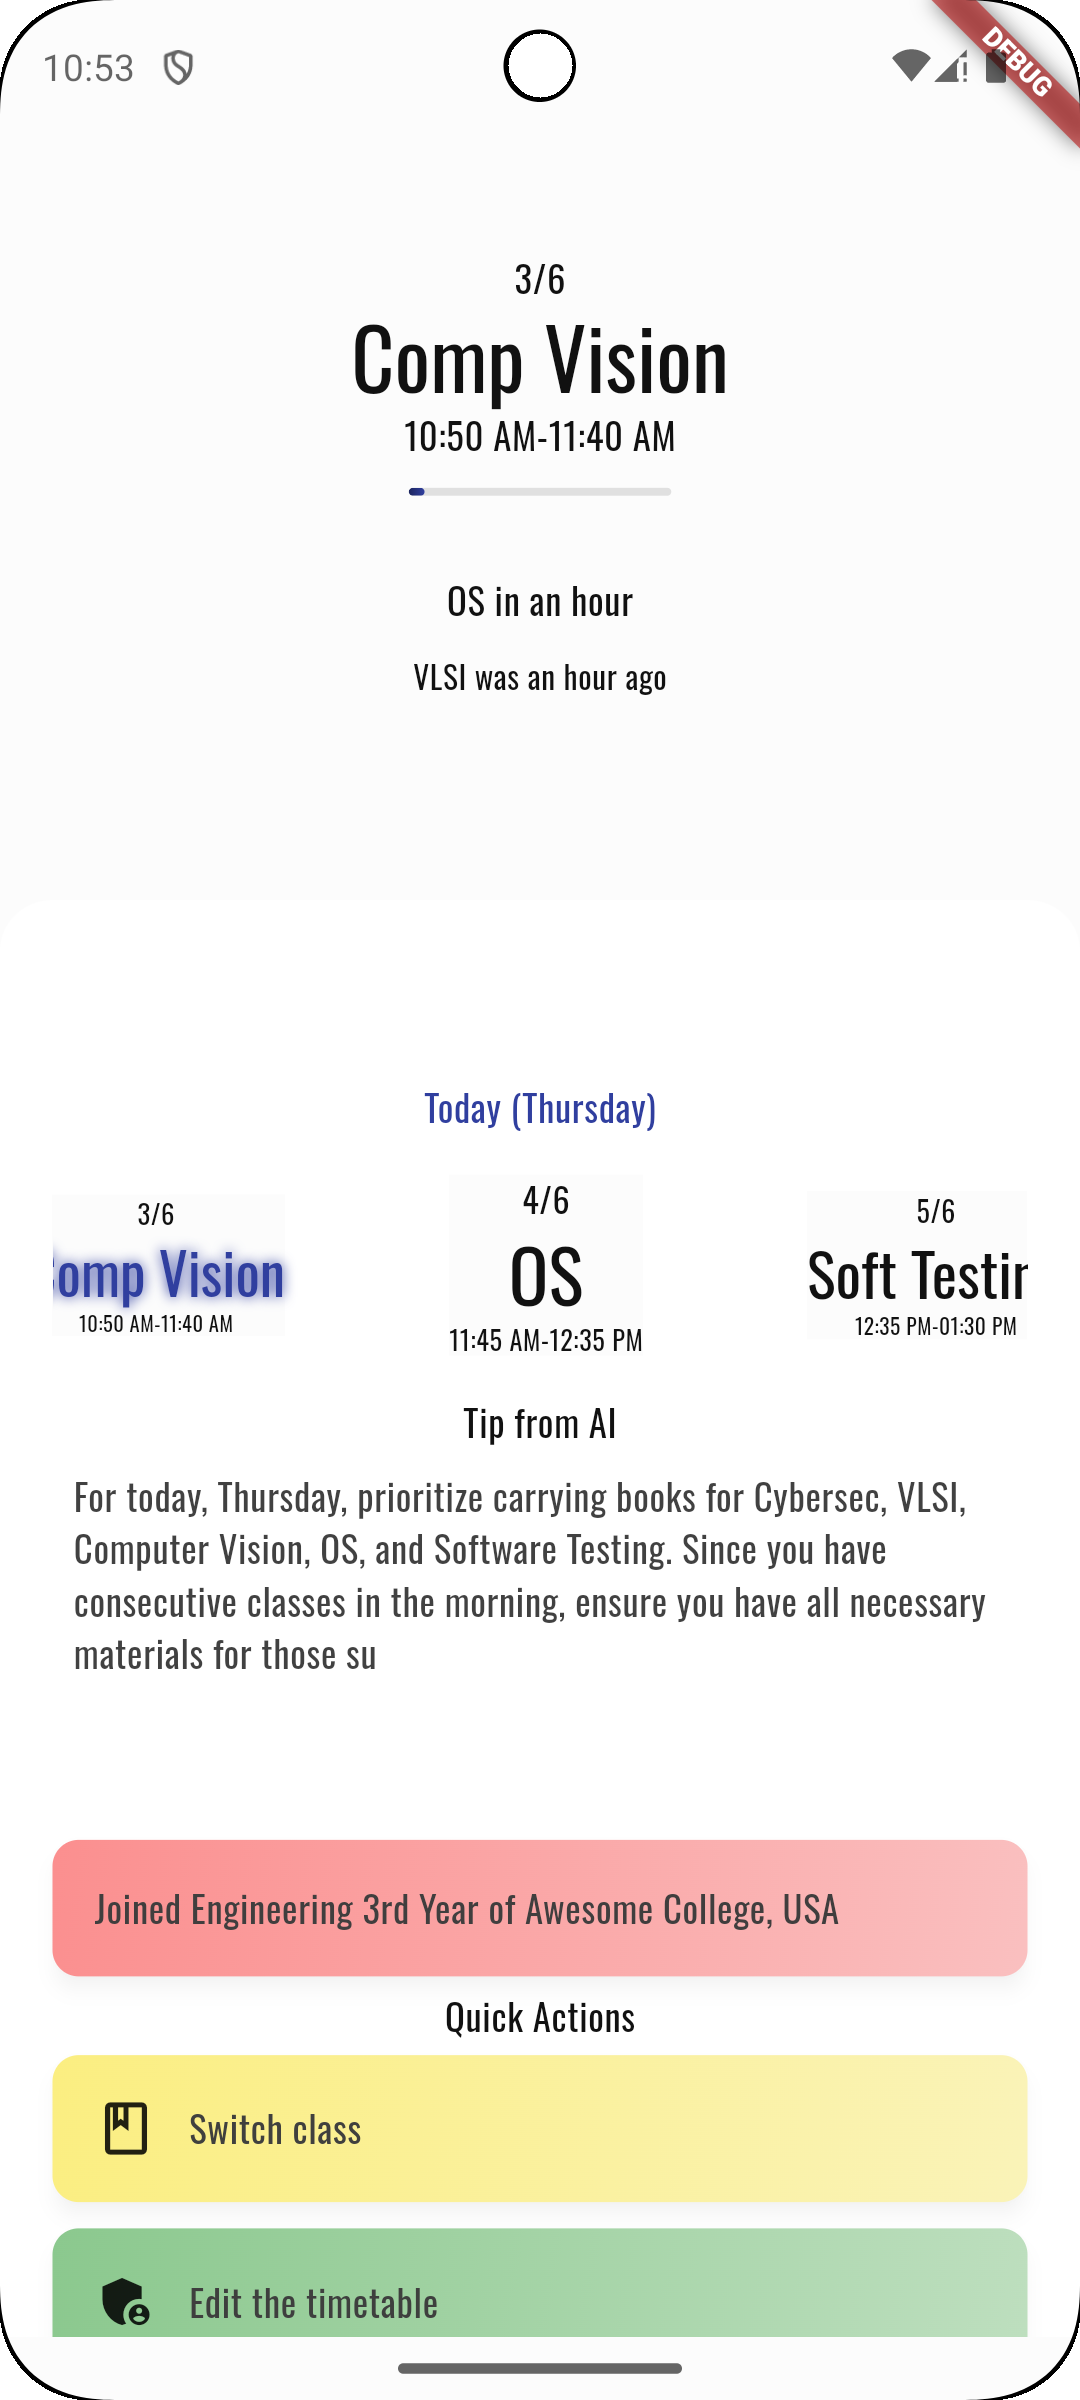 10:53
DEBUG
3/6
Comp Vision
10:50 AM-11:40 AM
OS in an hour
VLSI was an hour ago
Today (Thursday)
3/6
omp Vision
10:50 AM-11:40 AM
4/6
OS
11:45 AM-12:35 PM
5/6
Soft Testin
12:35 PM-01:30 PM
Tip from AI
For today, Thursday, prioritize carrying books for Cybersec, VLSI,
Computer Vision, OS, and Software Testing. Since you have
consecutive classes in the morning, ensure you have all necessary
materials for those su
Joined Engineering 3rd Year of Awesome College, USA
Quick Actions
Switch class
Edit the timetable